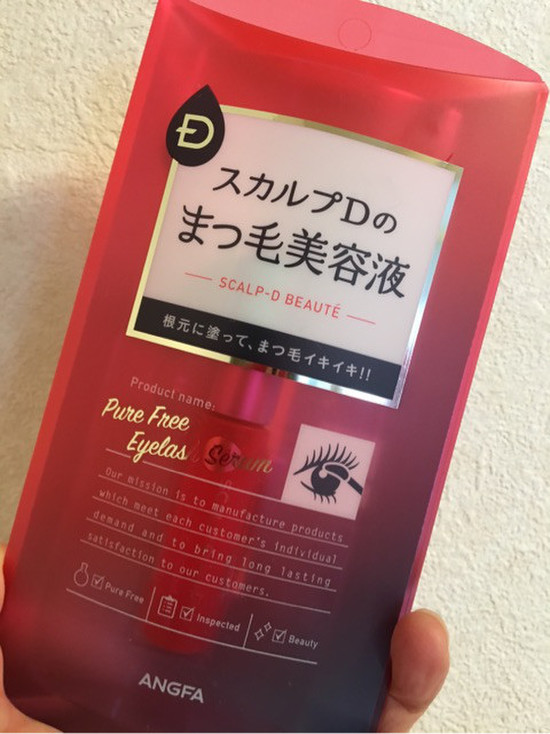 Ð
スカルプDの
まつ毛美容液
SCALP-D BEAUTÉ
根元に塗って、まつ毛イキイキ!!
Product name:
Pure Free
Eyelash Serum
Our mission is to manufacture products
which meet each customer's individual
demand and to bring long lasting
satisfaction to our customers.
Pure Free
Inspected
Beauty
ANGFA